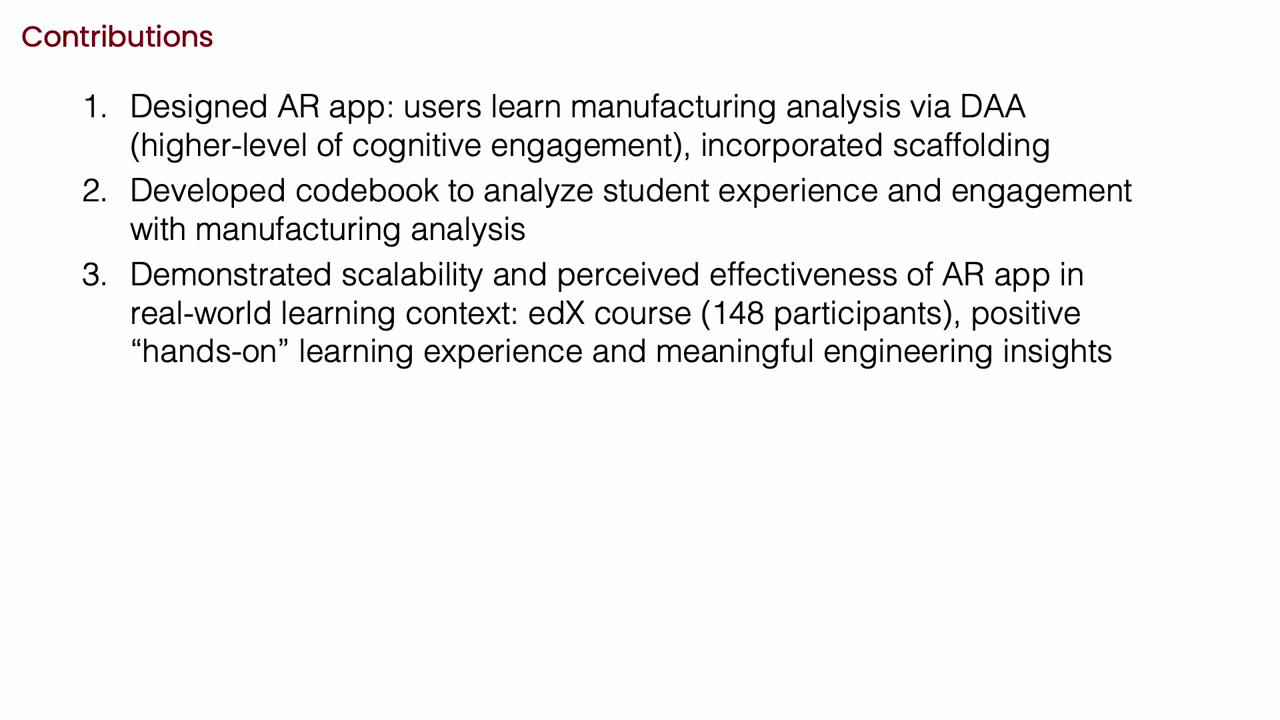 Contributions
1. Designed AR app: users learn manufacturing analysis via DAA
(higher-level of cognitive engagement), incorporated scaffolding
2. Developed codebook to analyze student experience and engagement
with manufacturing analysis
3. Demonstrated scalability and perceived effectiveness of AR app in
real-world learning context: edX course (148 participants), positive
“hands-on” learning experience and meaningful engineering insights